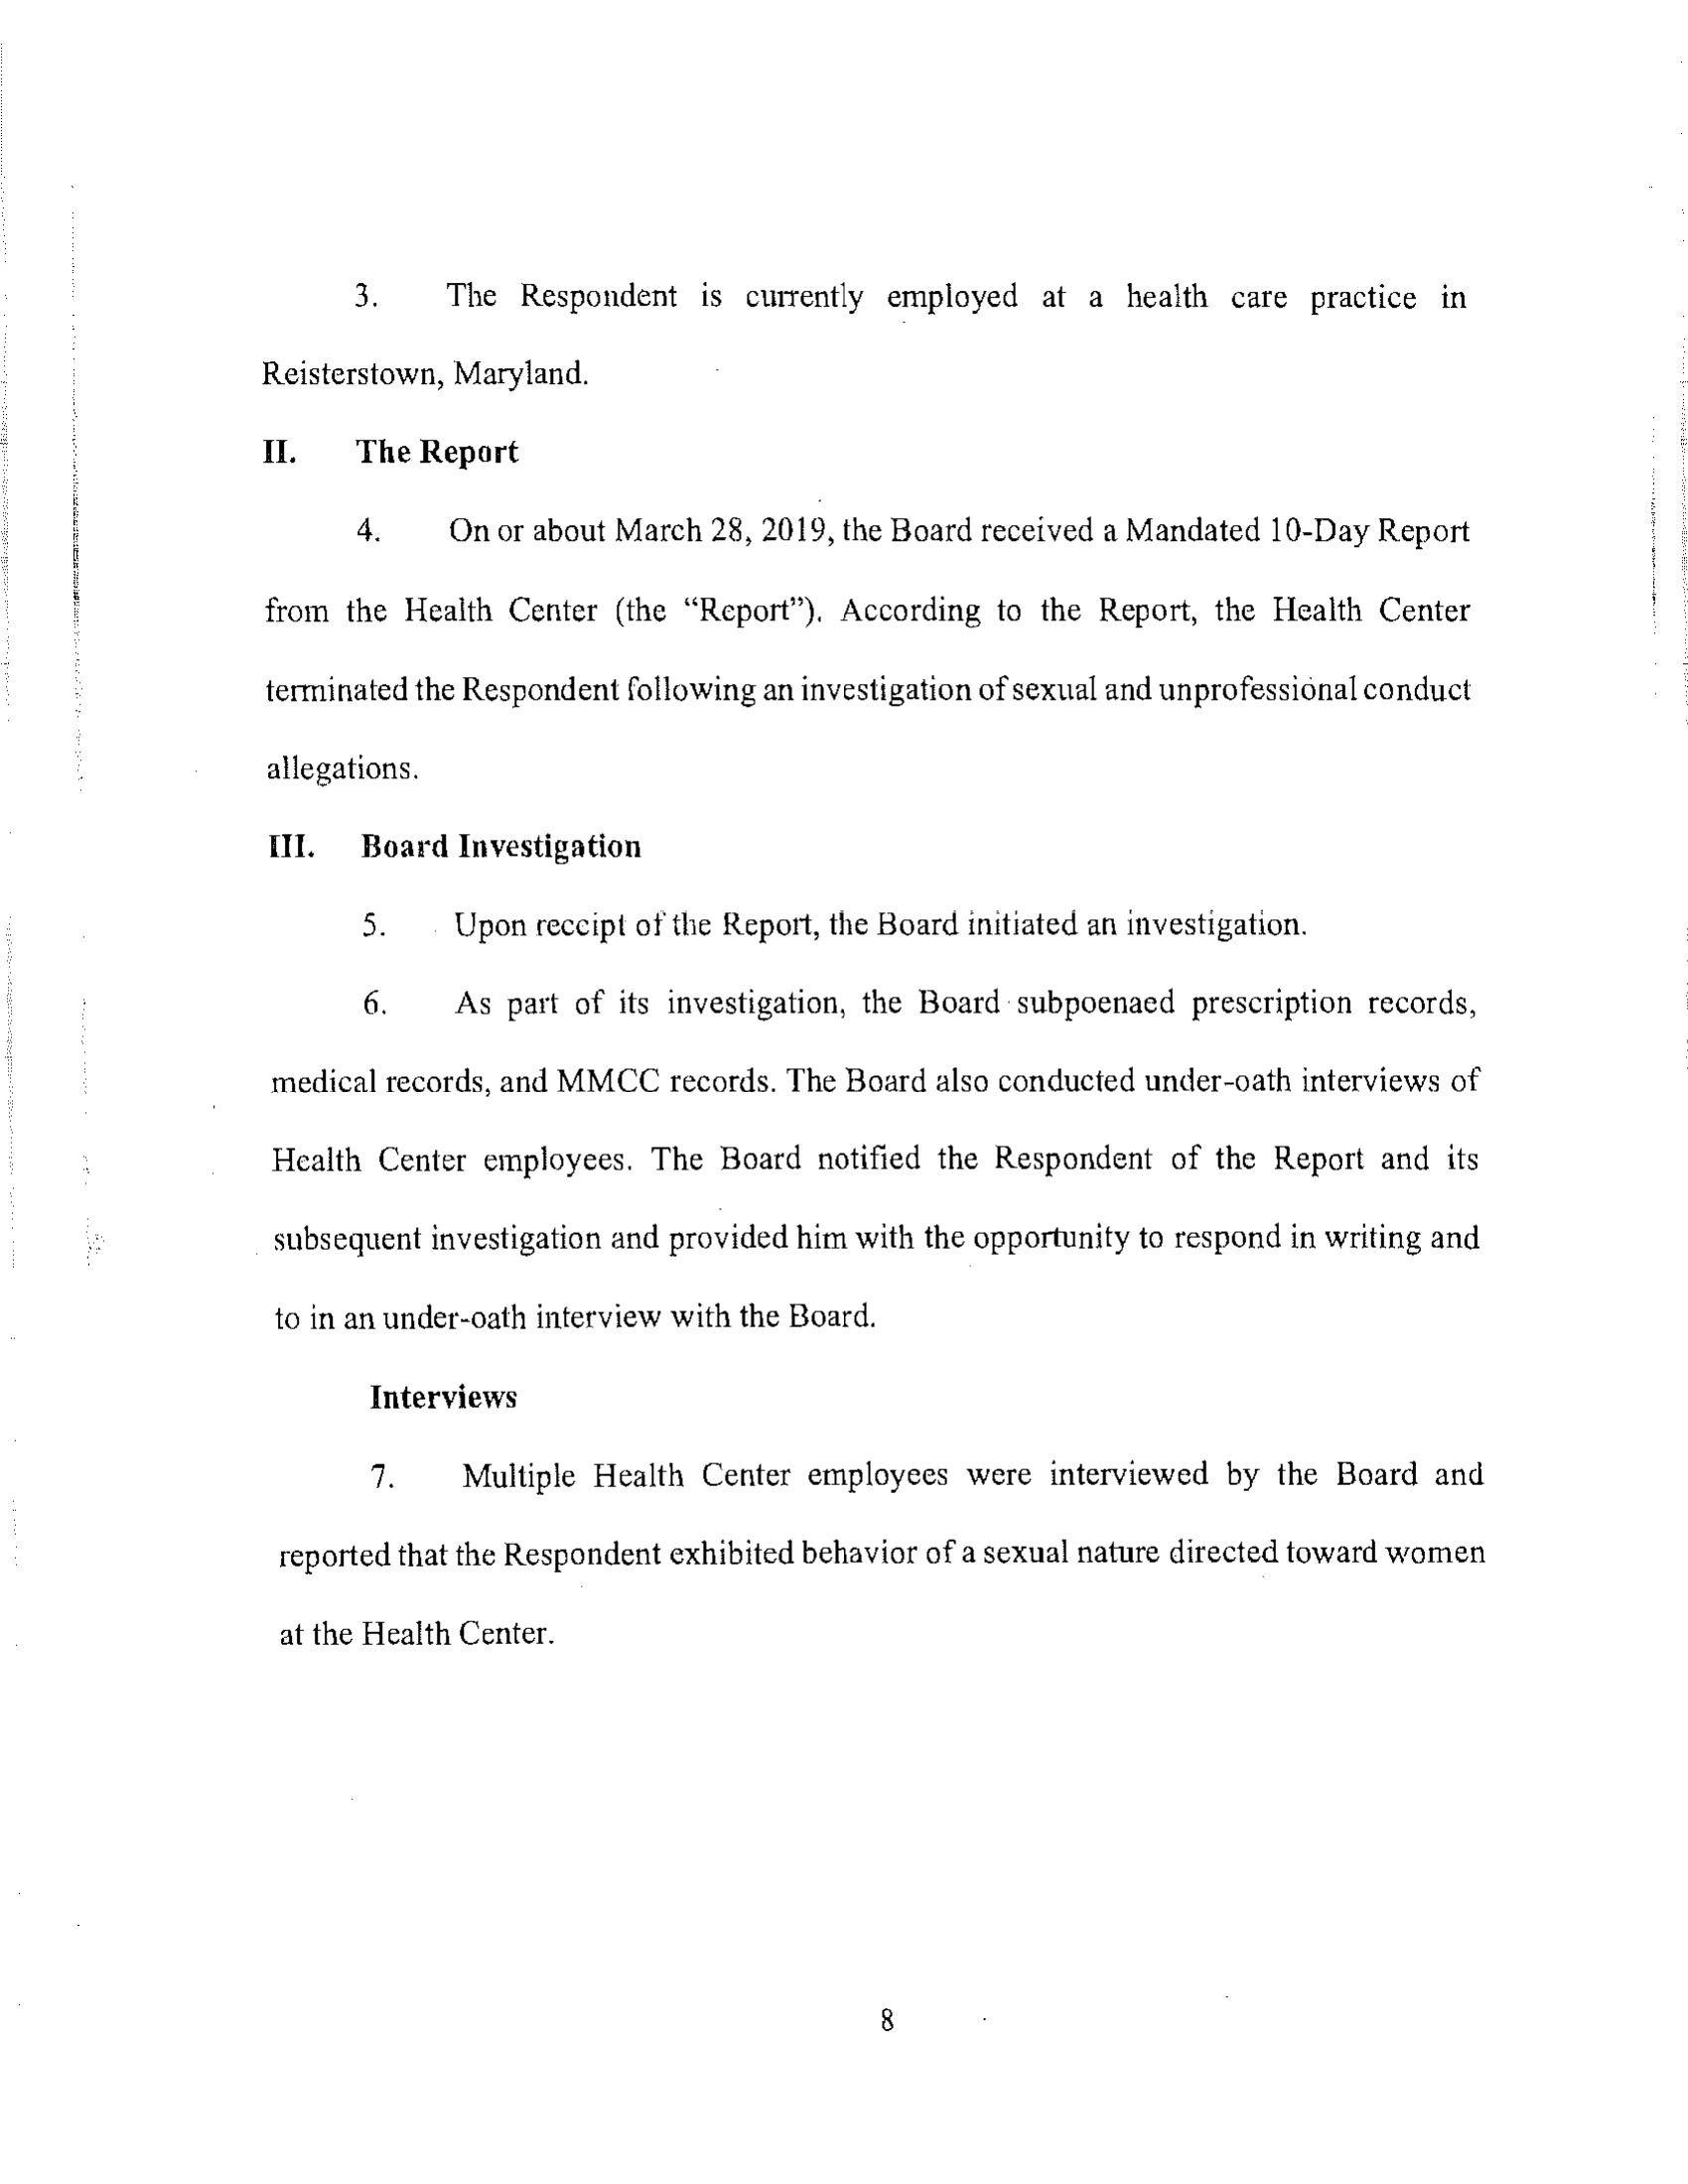 3. The Respondent is currently employed at a health care practice in
Reisterstown, Maryland.
II. The Report
4. On or about March 28, 2019, the Board received a Mandated 10-Day Report
from the Health Center (the “Report”). According to the Report, the Health Center
terminated the Respondent following an investigation of sexual and unprofessional conduct
allegations.
III. Board Investigation
5. Upon receipt of the Report, the Board initiated an investigation.
6. As part of its investigation, the Board subpoenaed prescription records,
medical records, and MMCC records. The Board also conducted under-oath interviews of
Health Center employees. The Board notified the Respondent of the Report and its
subsequent investigation and provided him with the opportunity to respond in writing and
to in an under-oath interview with the Board.
Interviews
7. Multiple Health Center employees were interviewed by the Board and
reported that the Respondent exhibited behavior of a sexual nature directed toward women
at the Health Center.
8